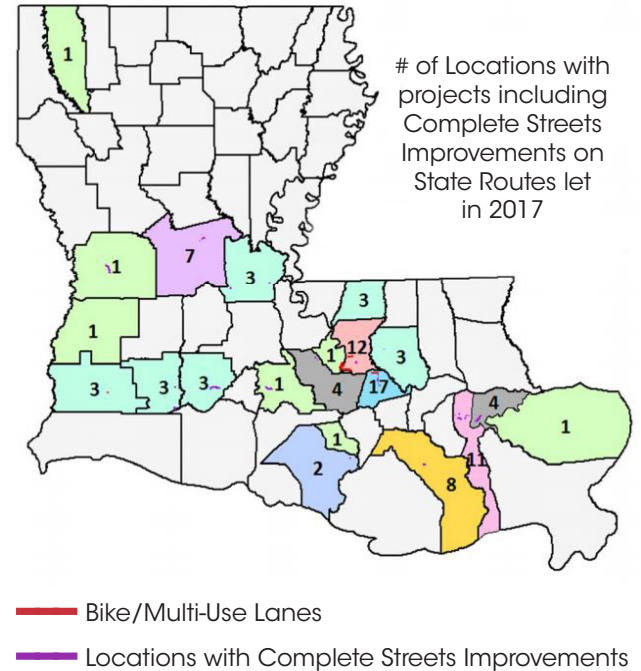 1
# of Locations with
projects including
Complete Streets
Improvements on
State Routes let
in 2017
7
1
3
3
1
12
1
3
3
3
3
1
4
17
4
1
1
11
2
8
Bike/Multi-Use Lanes
Locations with Complete Streets Improvements